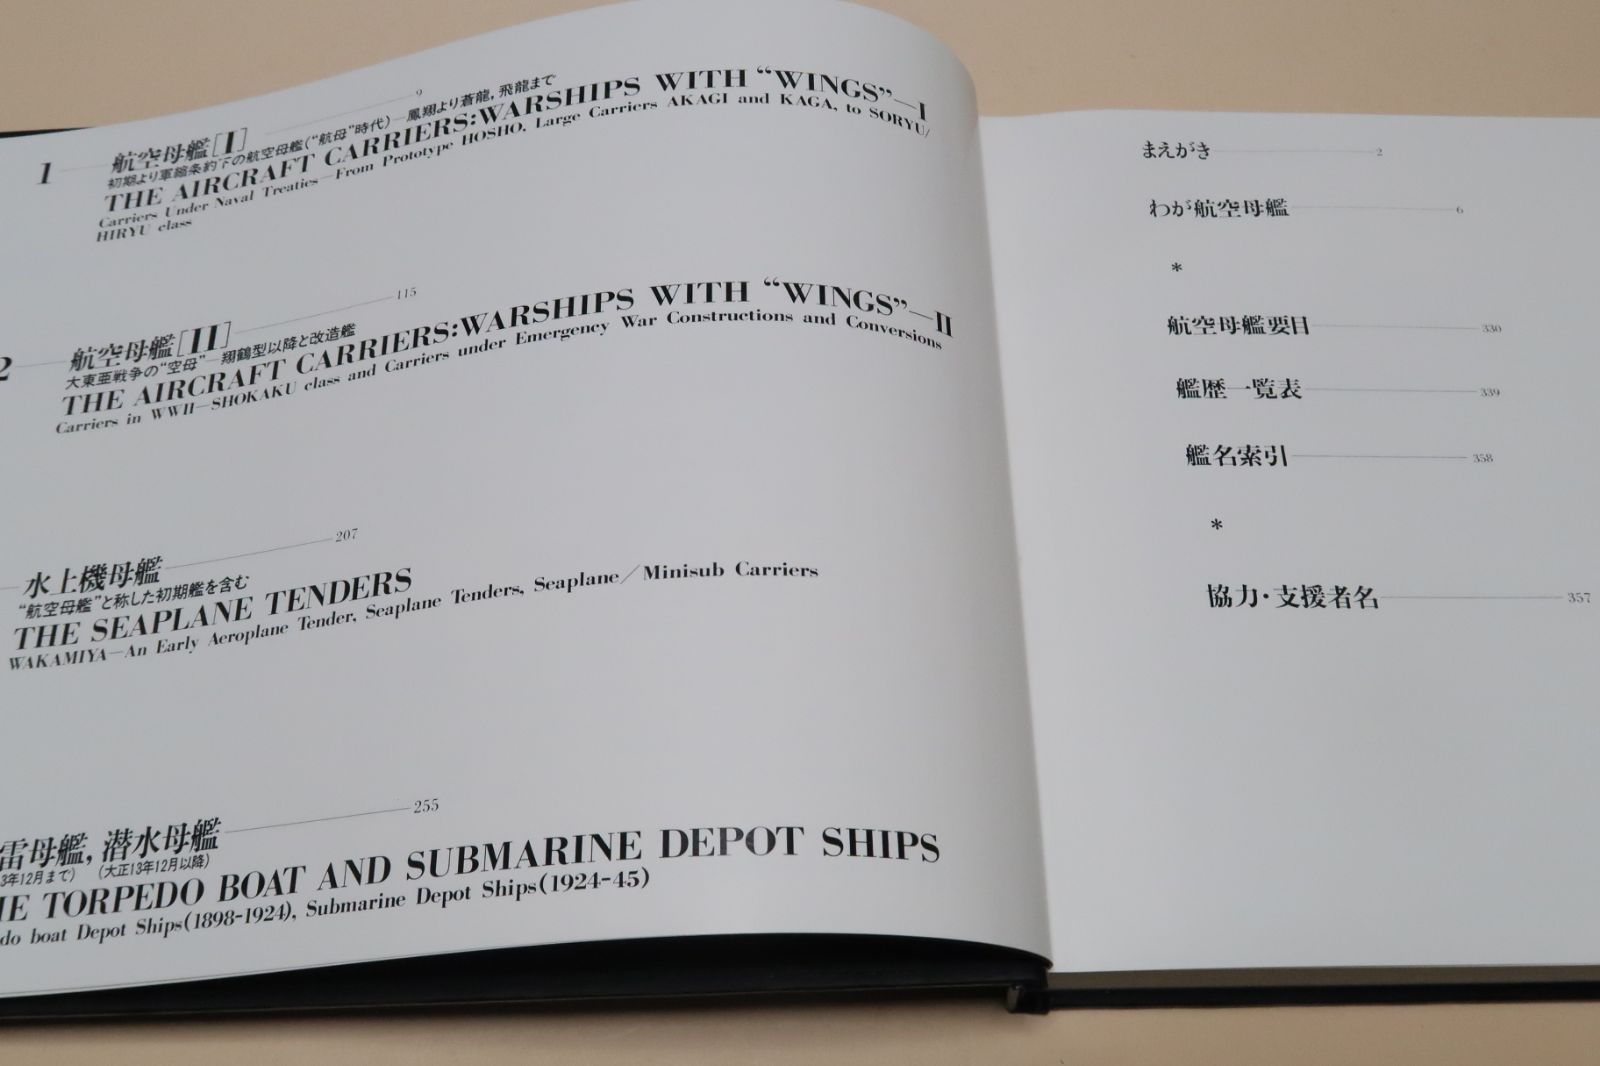 1 航空母艦[I] 9
初期より軍縮条約下の航空母艦(“航母”時代)—鳳翔より蒼龍,飛龍まで
THE AIRCRAFT CARRIERS:WARSHIPS WITH “WINGS”—I
Carriers Under Naval Treaties—From Prototype HOSHO, Large Carriers AKAGI and KAGA, to SORYU/
HIRYU class
2 航空母艦[II] 115
大東亜戦争の“空母”—翔鶴型以降と改造艦
THE AIRCRAFT CARRIERS:WARSHIPS WITH “WINGS”—II
Carriers in WWII—SHOKAKU class and Carriers under Emergency War Constructions and Conversions
水上機母艦 207
“航空母艦”と称した初期艦を含む
THE SEAPLANE TENDERS
WAKAMIYA—An Early Aeroplane Tender, Seaplane Tenders, Seaplane/Minisub Carriers
雷母艦,潜水母艦 255
3年12月まで) (大正13年12月以降)
HE TORPEDO BOAT AND SUBMARINE DEPOT SHIPS
do boat Depot Ships(1898-1924), Submarine Depot Ships(1924-45)
まえがき 2
わが航空母艦 6
*
航空母艦要目 330
艦歴一覧表 339
艦名索引 358
*
協力・支援者名 357